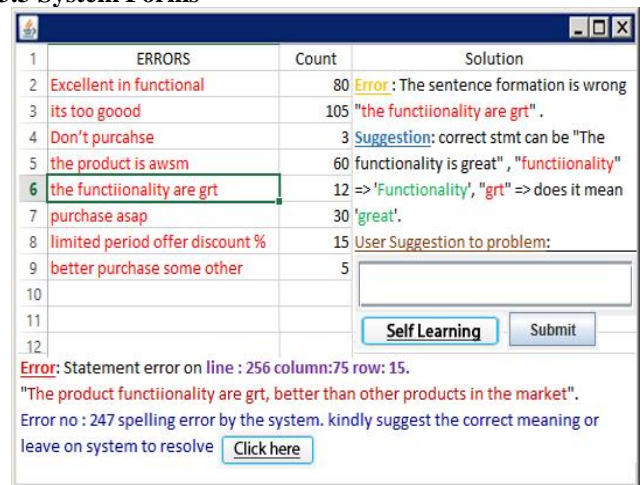 3.3 System Forms
1 ERRORS Count Solution
2 Excellent in functional 80 Error : The sentence formation is wrong
3 its too goood 105 "the functiionality are grt" .
4 Don't purcahse 3 Suggestion: correct stmt can be "The
5 the product is awsm 60 functionality is great" , "functiionality"
6 the functiionality are grt 12 => 'Functionality', "grt" => does it mean
7 purchase asap 30 'great'.
8 limited period offer discount % 15 User Suggestion to problem:
9 better purchase some other 5
10
11 Self Learning Submit
12
Error: Statement error on line : 256 column:75 row: 15.
"The product functiionality are grt, better than other products in the market".
Error no : 247 spelling error by the system. kindly suggest the correct meaning or
leave on system to resolve Click here